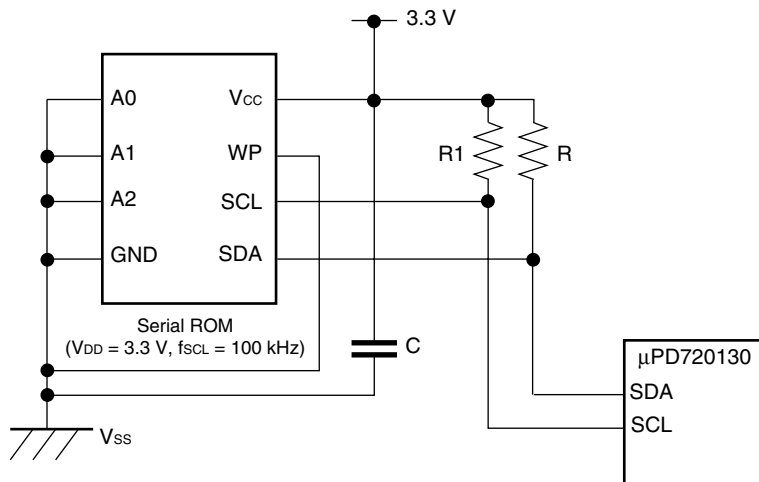 3.3 V
A0
VCC
A1
WP
R1
R
A2
SCL
GND
SDA
Serial ROM
(VDD = 3.3 V, fSCL = 100 kHz)
C
μPD720130
SDA
SCL
VSS